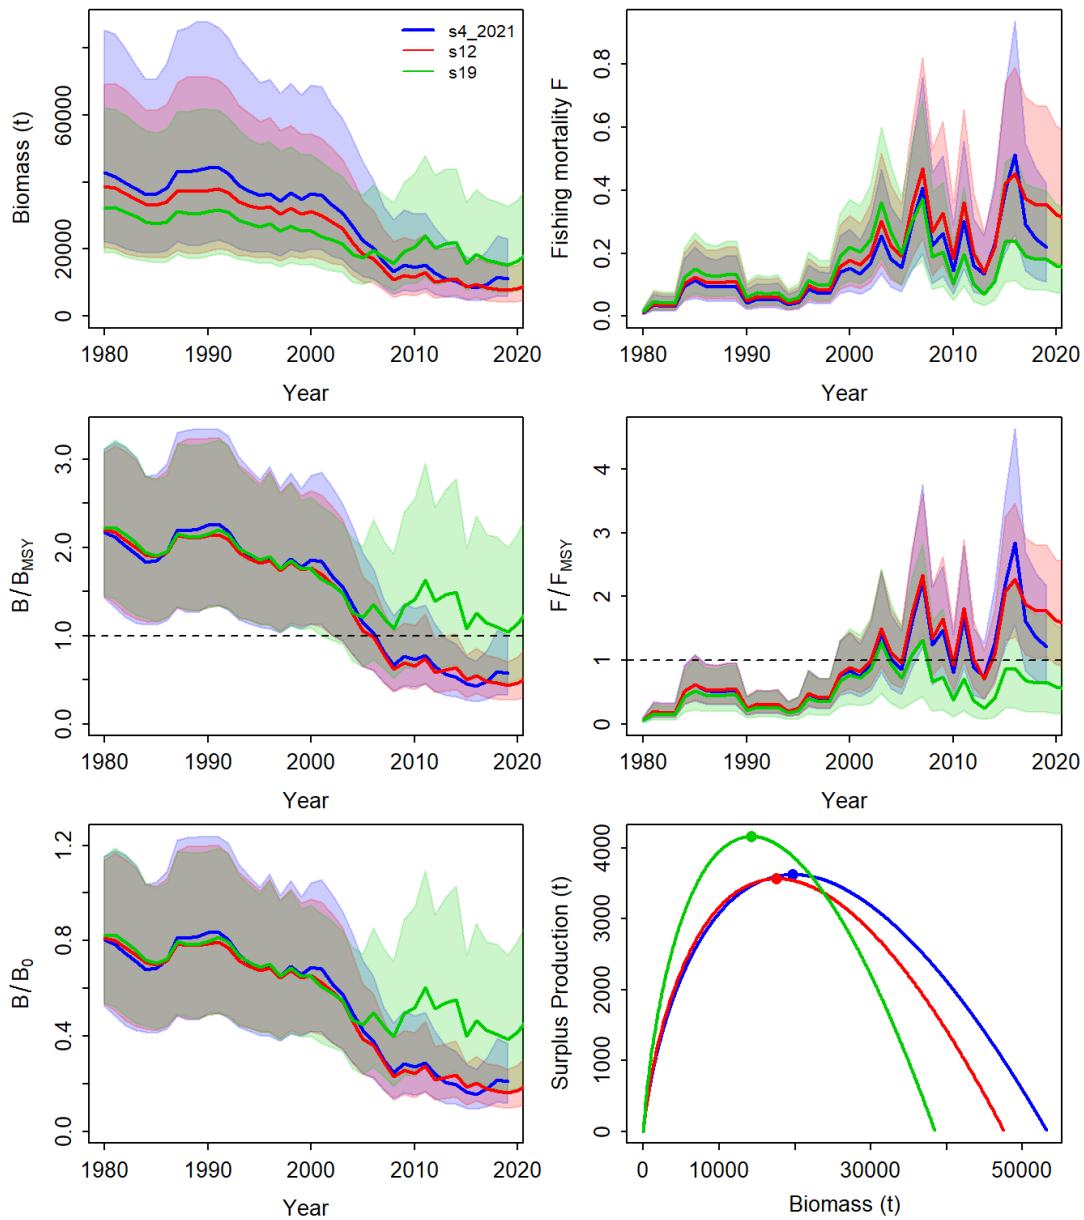 s4_2021
s12
s19
Biomass (t)
0
20000
60000
1980 1990 2000 2010 2020
Year
Fishing mortality F
0.0 0.2 0.4 0.6 0.8
1980 1990 2000 2010 2020
Year
B/BMSY
0.0 1.0 2.0 3.0
1980 1990 2000 2010 2020
Year
F/FMSY
0 1 2 4
1980 1990 2000 2010 2020
Year
B/B0
0.0 0.4 0.8 1.2
1980 1990 2000 2010 2020
Year
Surplus Production (t)
0 1000 2000 3000 4000
0 10000 30000 50000
Biomass (t)